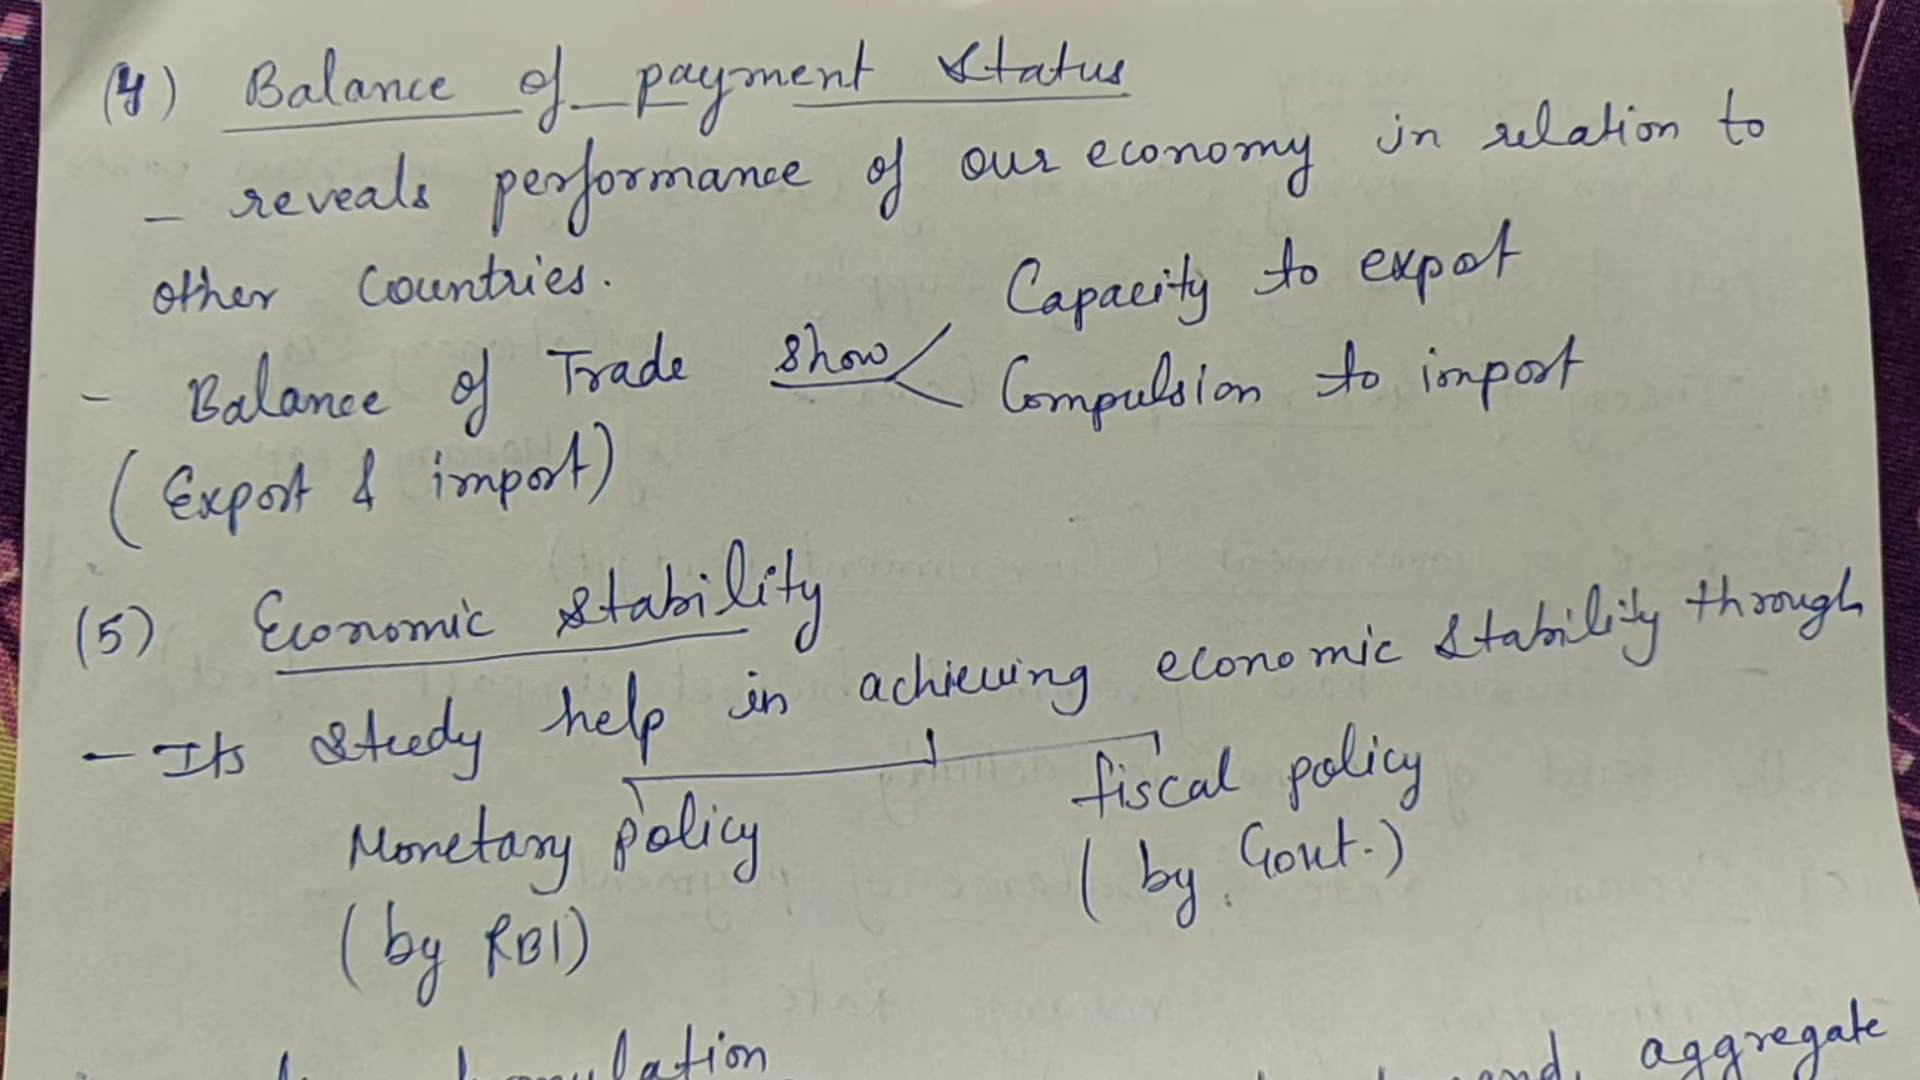 (4) Balance of payment Status
- reveals performance of our economy in relation to
other Countries.
Capacity to export
- Balance of Trade show < Compulsion to import
(Export & import)
(5) Economic Stability
- Its study help in achieving economic stability through
Monetary policy fiscal policy
(by RBI) (by Govt.)
aggregate